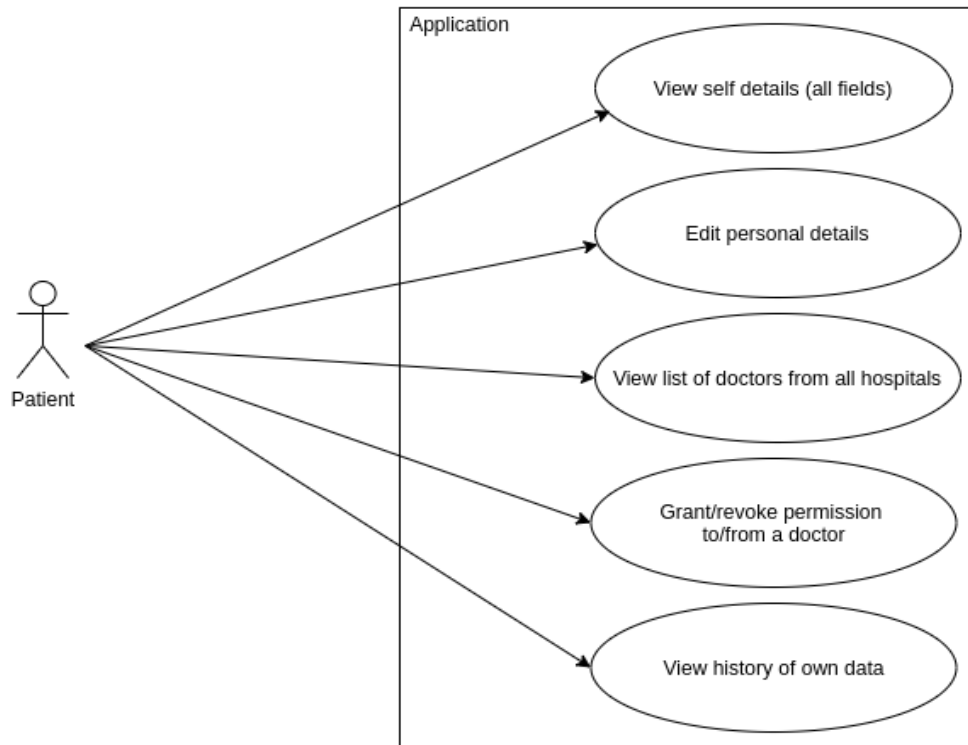 Application
View self details (all fields)
Edit personal details
Patient
View list of doctors from all hospitals
Grant/revoke permission
to/from a doctor
View history of own data